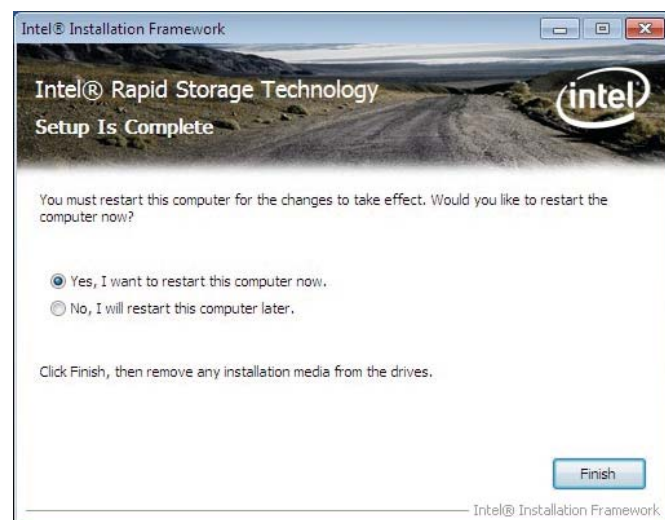 Intel® Installation Framework
Intel® Rapid Storage Technology
Setup Is Complete
intel
You must restart this computer for the changes to take effect. Would you like to restart the
computer now?
Yes, I want to restart this computer now.
No, I will restart this computer later.
Click Finish, then remove any installation media from the drives.
Finish
Intel® Installation Framework